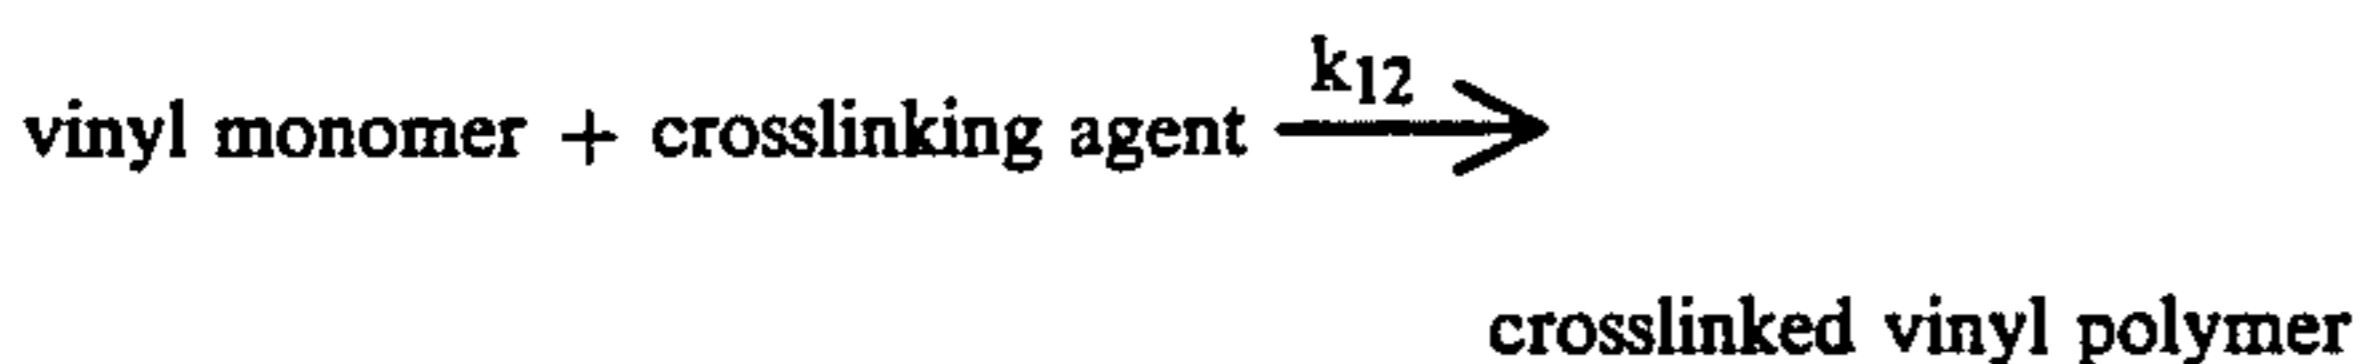 vinyl monomer + crosslinking agent k12 →
crosslinked vinyl polymer